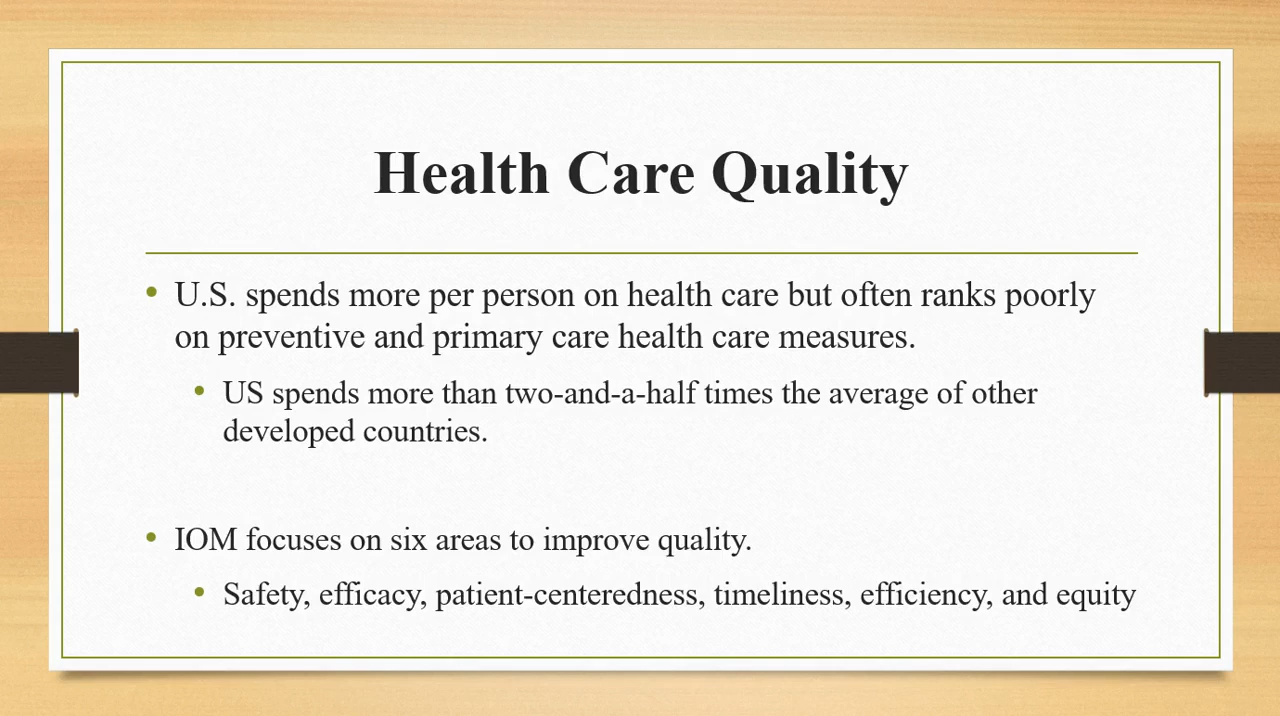 Health Care Quality
• U.S. spends more per person on health care but often ranks poorly
on preventive and primary care health care measures.
• US spends more than two-and-a-half times the average of other
developed countries.
• IOM focuses on six areas to improve quality.
• Safety, efficacy, patient-centeredness, timeliness, efficiency, and equity